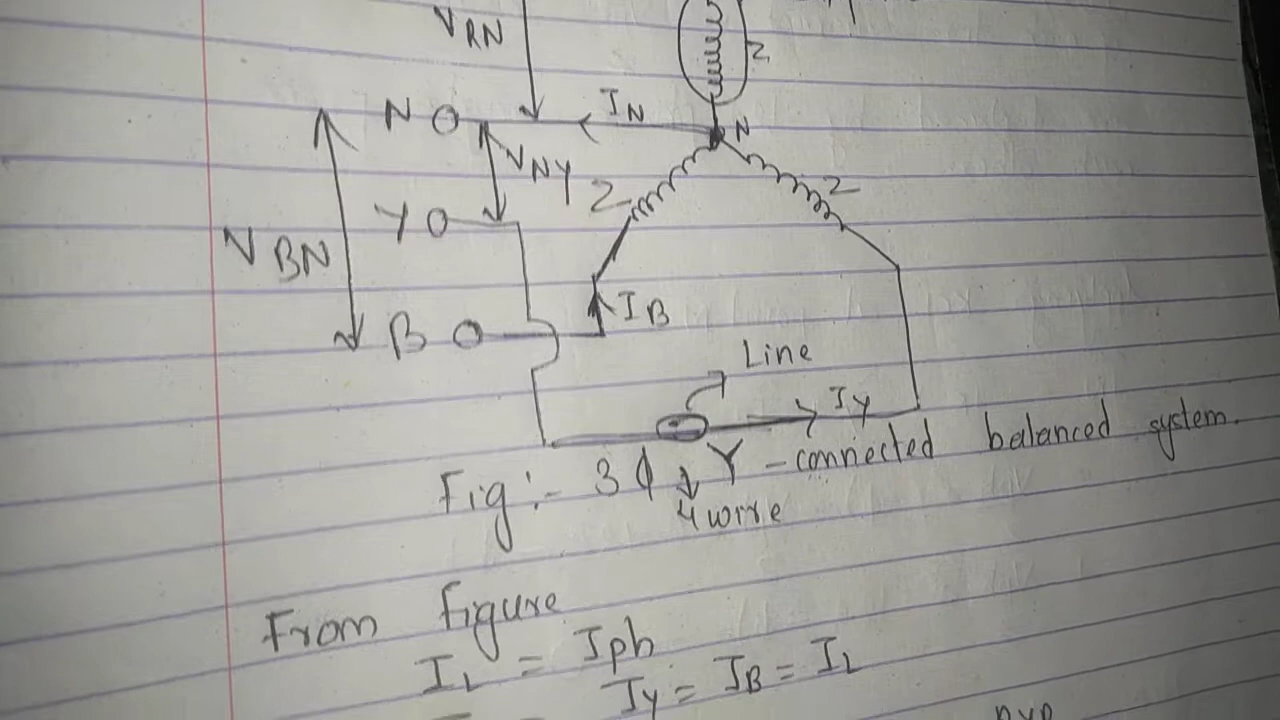 VRN
Z
N IN N
VNY
Z Z
Y
VBN
IB
B
Line
IY
Fig :- 3ϕ Y - connected balanced system.
4 wire
From figure
IL = Iph
IY = IB = IL